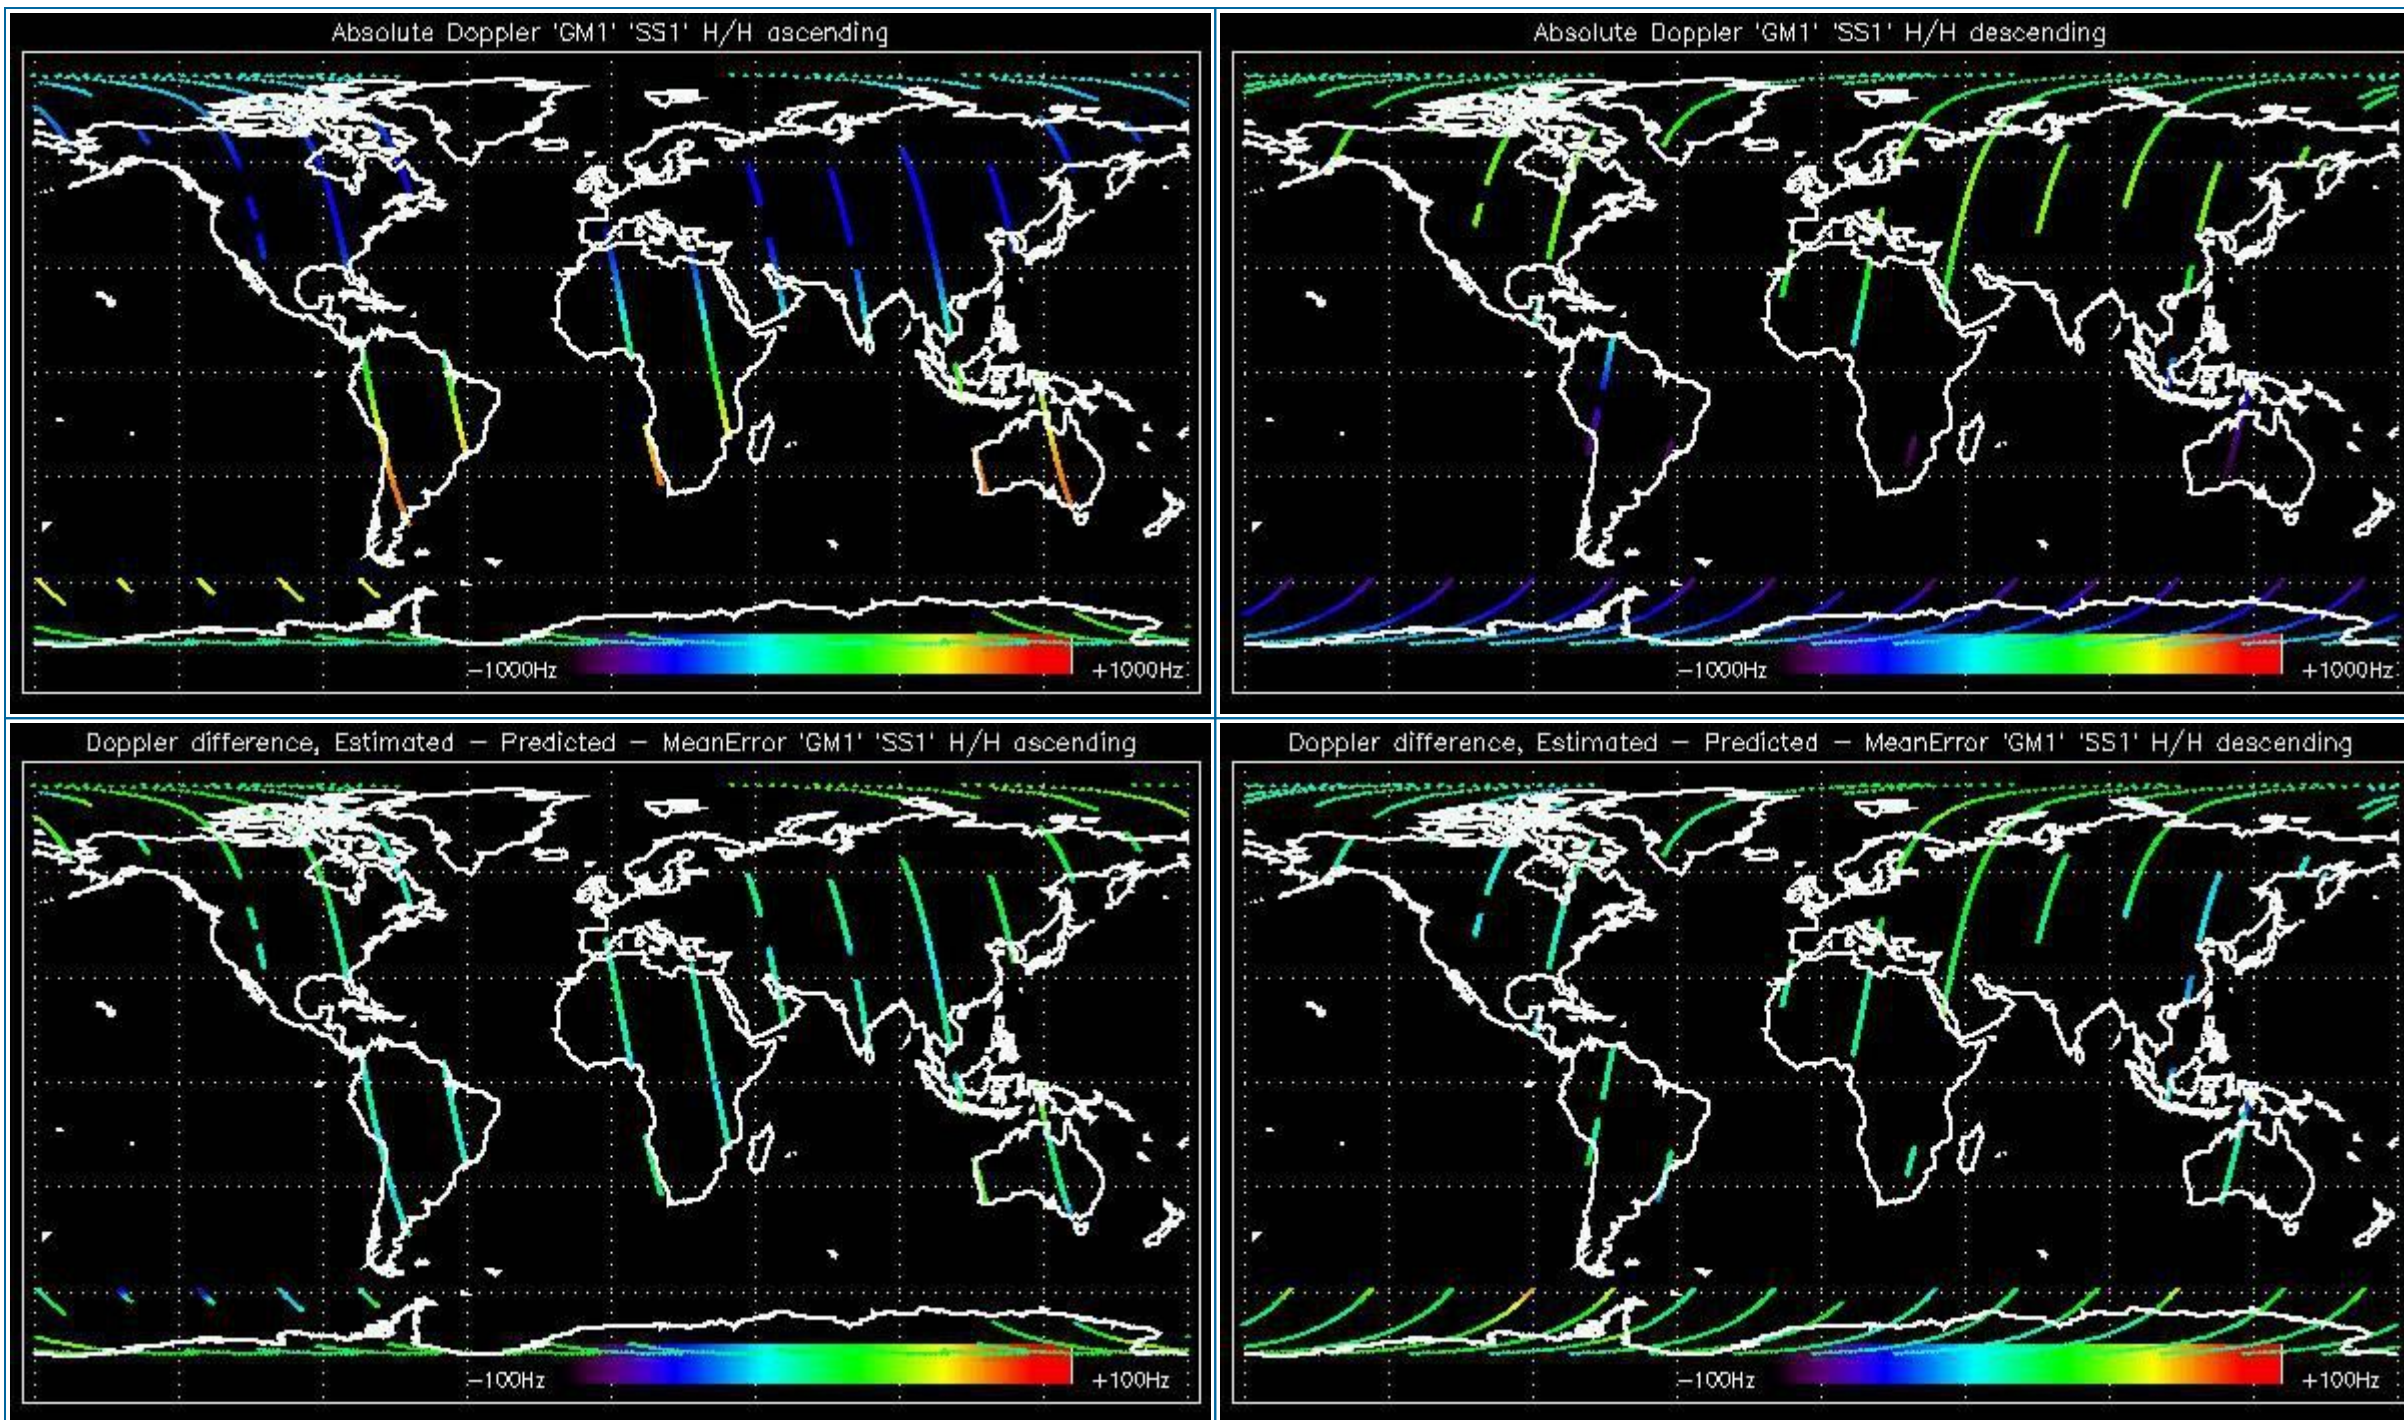 Absolute Doppler 'GM1' 'SS1' H/H ascending
-1000Hz
+1000Hz
Absolute Doppler 'GM1' 'SS1' H/H descending
-1000Hz
+1000Hz
Doppler difference, Estimated - Predicted - MeanError 'GM1' 'SS1' H/H ascending
-100Hz
+100Hz
Doppler difference, Estimated - Predicted - MeanError 'GM1' 'SS1' H/H descending
-100Hz
+100Hz